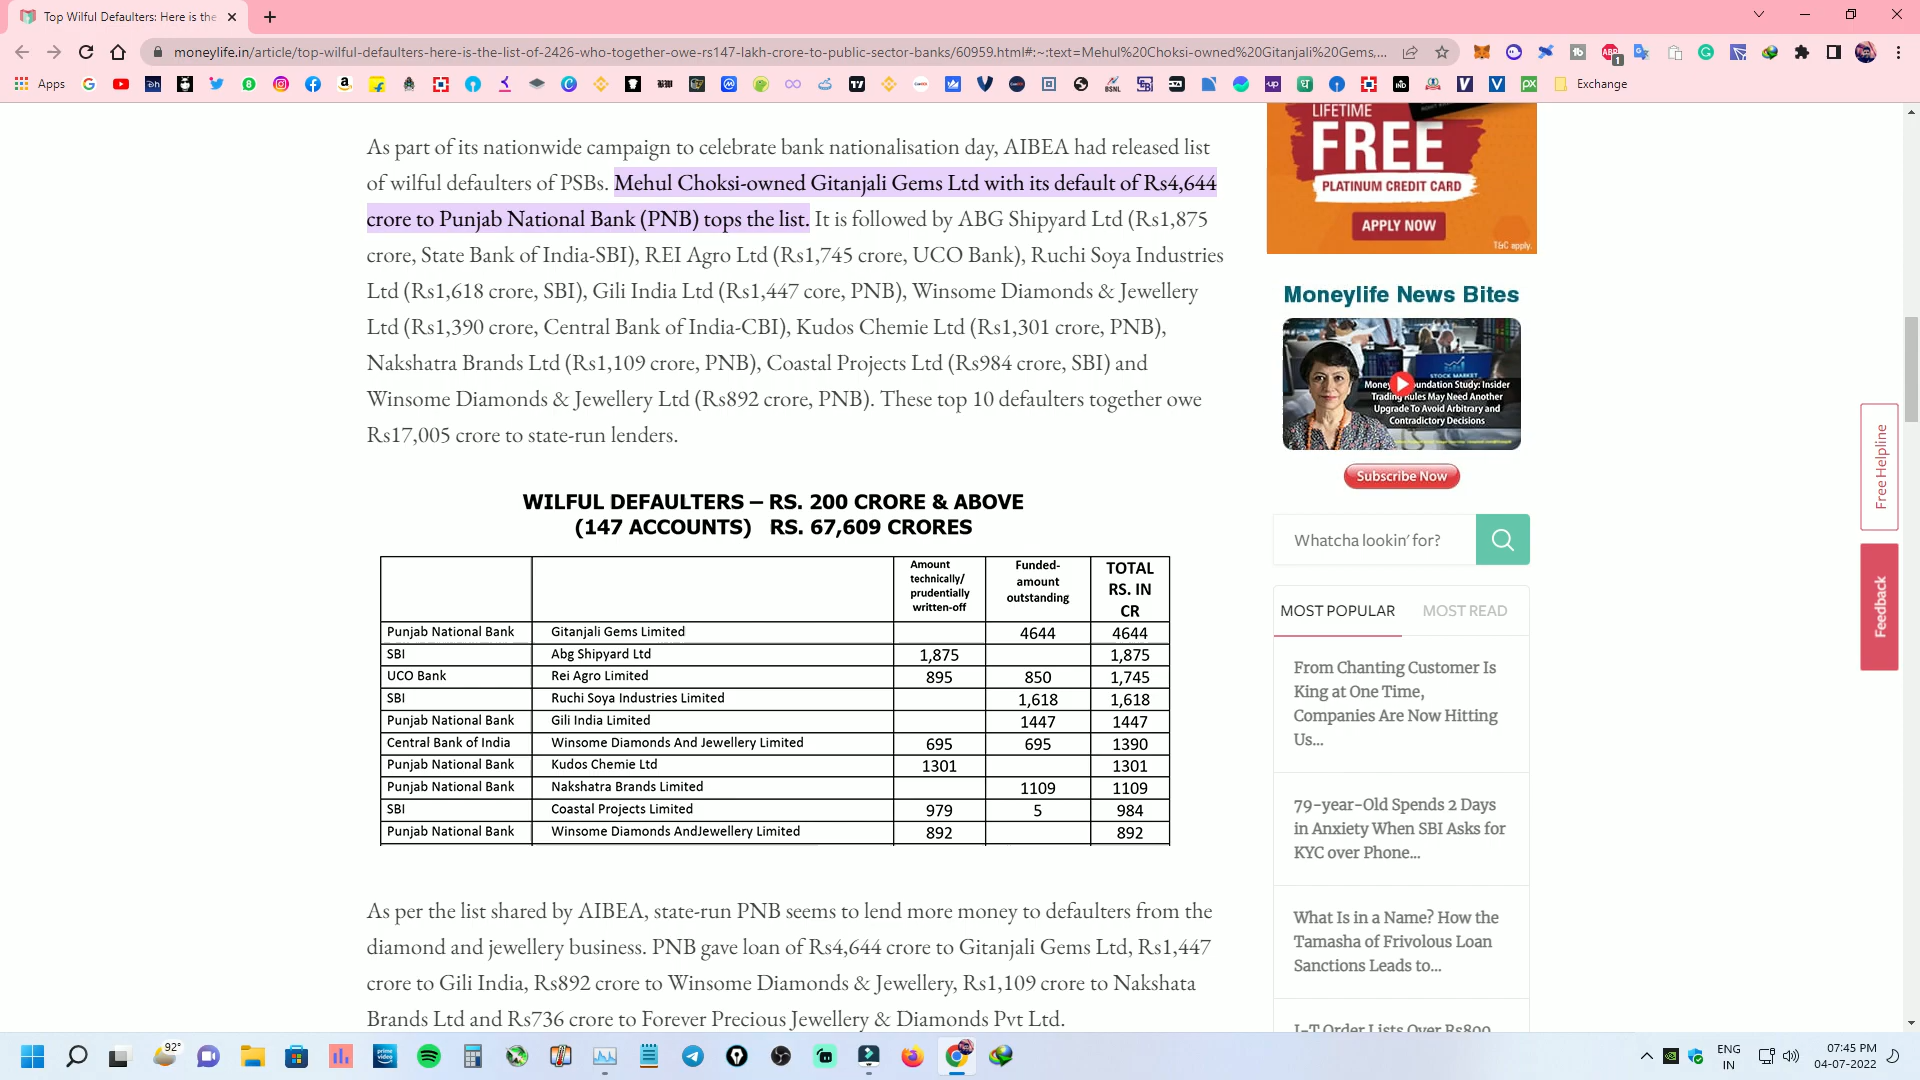 Top Wilful Defaulters: Here is the
moneylife.in/article/top-wilful-defaulters-here-is-the-list-of-2426-who-together-owe-rs147-lakh-crore-to-public-sector-banks/60959.html#:~:text=Mehul%20Choksi-owned%20Gitanjali%20Gems,...
Apps
Exchange
As part of its nationwide campaign to celebrate bank nationalisation day, AIBEA had released list
of wilful defaulters of PSBs. Mehul Choksi-owned Gitanjali Gems Ltd with its default of Rs4,644
crore to Punjab National Bank (PNB) tops the list. It is followed by ABG Shipyard Ltd (Rs1,875
crore, State Bank of India-SBI), REI Agro Ltd (Rs1,745 crore, UCO Bank), Ruchi Soya Industries
Ltd (Rs1,618 crore, SBI), Gili India Ltd (Rs1,447 core, PNB), Winsome Diamonds & Jewellery
Ltd (Rs1,390 crore, Central Bank of India-CBI), Kudos Chemie Ltd (Rs1,301 crore, PNB),
Nakshatra Brands Ltd (Rs1,109 crore, PNB), Coastal Projects Ltd (Rs984 crore, SBI) and
Winsome Diamonds & Jewellery Ltd (Rs892 crore, PNB). These top 10 defaulters together owe
Rs17,005 crore to state-run lenders.
WILFUL DEFAULTERS – RS. 200 CRORE & ABOVE
(147 ACCOUNTS) RS. 67,609 CRORES
Amount technically/ prudentially written-off Funded-amount outstanding TOTAL RS. IN CR
Punjab National Bank Gitanjali Gems Limited 4644 4644
SBI Abg Shipyard Ltd 1,875 1,875
UCO Bank Rei Agro Limited 895 850 1,745
SBI Ruchi Soya Industries Limited 1,618 1,618
Punjab National Bank Gili India Limited 1447 1447
Central Bank of India Winsome Diamonds And Jewellery Limited 695 695 1390
Punjab National Bank Kudos Chemie Ltd 1301 1301
Punjab National Bank Nakshatra Brands Limited 1109 1109
SBI Coastal Projects Limited 979 5 984
Punjab National Bank Winsome Diamonds AndJewellery Limited 892 892
As per the list shared by AIBEA, state-run PNB seems to lend more money to defaulters from the
diamond and jewellery business. PNB gave loan of Rs4,644 crore to Gitanjali Gems Ltd, Rs1,447
crore to Gili India, Rs892 crore to Winsome Diamonds & Jewellery, Rs1,109 crore to Nakshata
Brands Ltd and Rs736 crore to Forever Precious Jewellery & Diamonds Pvt Ltd.
LIFETIME
FREE
PLATINUM CREDIT CARD
APPLY NOW
T&C apply.
Moneylife News Bites
STOCK MARKET
Subscribe Now
Whatcha lookin' for?
MOST POPULAR MOST READ
From Chanting Customer Is
King at One Time,
Companies Are Now Hitting
Us...
79-year-Old Spends 2 Days
in Anxiety When SBI Asks for
KYC over Phone...
What Is in a Name? How the
Tamasha of Frivolous Loan
Sanctions Leads to...
I-T Order Lists Over Rs800
Free Helpline
Feedback
92°
ENG
IN
07:45 PM
04-07-2022